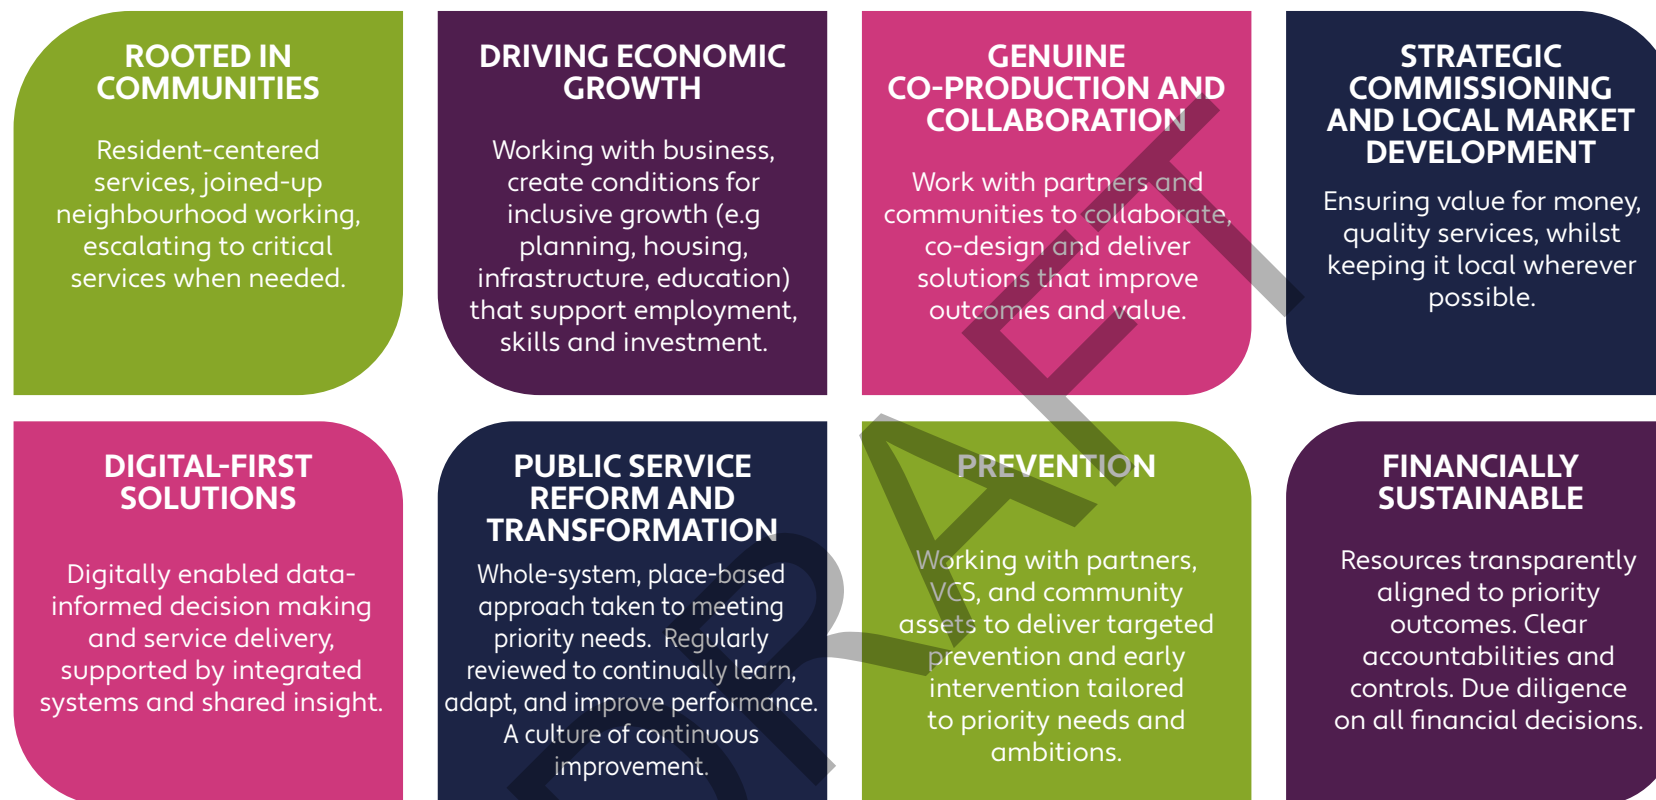 ROOTED IN
COMMUNITIES
Resident-centered
services, joined-up
neighbourhood working,
escalating to critical
services when needed.
DRIVING ECONOMIC
GROWTH
Working with business,
create conditions for
inclusive growth (e.g
planning, housing,
infrastructure, education)
that support employment,
skills and investment.
GENUINE
CO-PRODUCTION AND
COLLABORATION
Work with partners and
communities to collaborate,
co-design and deliver
solutions that improve
outcomes and value.
STRATEGIC
COMMISSIONING
AND LOCAL MARKET
DEVELOPMENT
Ensuring value for money,
quality services, whilst
keeping it local wherever
possible.
DIGITAL-FIRST
SOLUTIONS
Digitally enabled data-
informed decision making
and service delivery,
supported by integrated
systems and shared insight.
PUBLIC SERVICE
REFORM AND
TRANSFORMATION
Whole-system, place-based
approach taken to meeting
priority needs. Regularly
reviewed to continually learn,
adapt, and improve performance.
A culture of continuous
improvement.
PREVENTION
Working with partners,
VCS, and community
assets to deliver targeted
prevention and early
intervention tailored
to priority needs and
ambitions.
FINANCIALLY
SUSTAINABLE
Resources transparently
aligned to priority
outcomes. Clear
accountabilities and
controls. Due diligence
on all financial decisions.
DRAFT